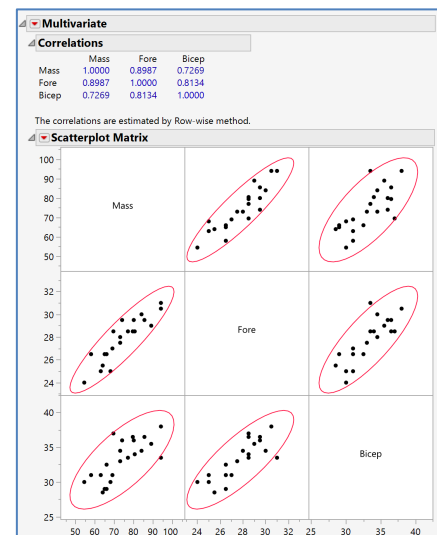 Multivariate
Correlations
Mass Fore Bicep
Mass 1.0000 0.8987 0.7269
Fore 0.8987 1.0000 0.8134
Bicep 0.7269 0.8134 1.0000
The correlations are estimated by Row-wise method.
Scatterplot Matrix
100
90
80
70
60
50
Mass
32
30
28
26
24
Fore
40
35
30
25
Bicep
50 60 70 80 90 100 24 26 28 30 32 25 30 35 40